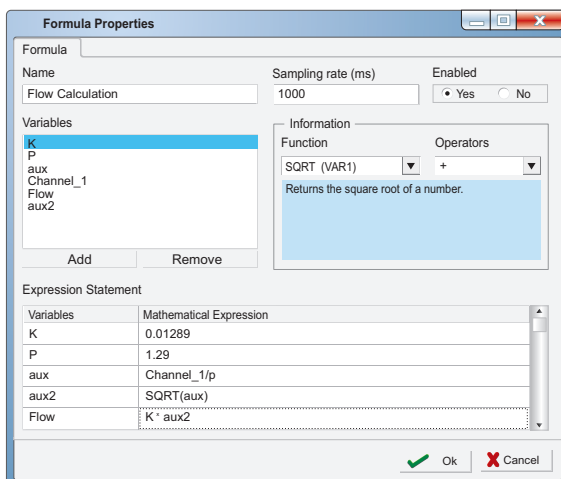 Formula Properties
Formula
Name
Sampling rate (ms)
Enabled
Flow Calculation
1000
Yes
No
Variables
K
P
aux
Channel_1
Flow
aux2
Add
Remove
Information
Function
Operators
SQRT (VAR1)
+
Returns the square root of a number.
Expression Statement
Variables
Mathematical Expression
K
0.01289
P
1.29
aux
Channel_1/p
aux2
SQRT(aux)
Flow
K * aux2
Ok
Cancel